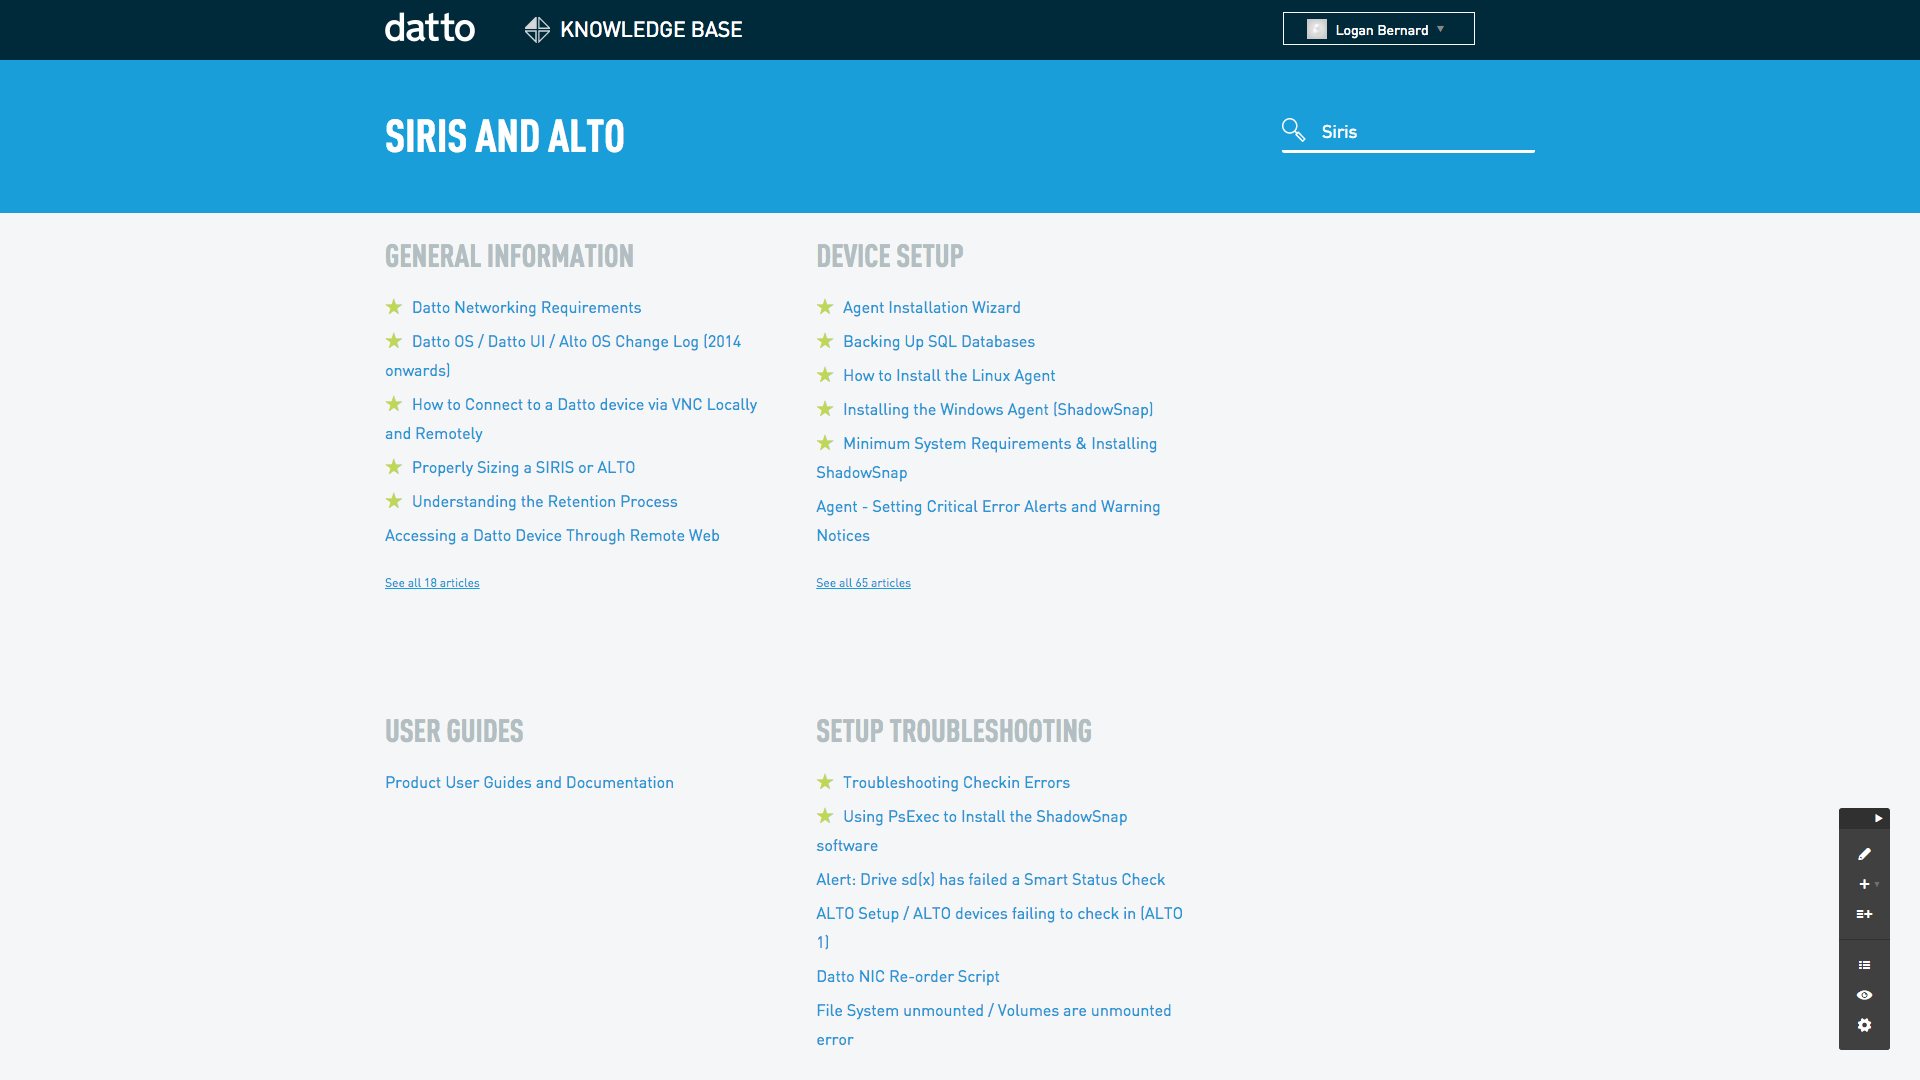 datto
KNOWLEDGE BASE
Logan Bernard
SIRIS AND ALTO
Siris
GENERAL INFORMATION
Datto Networking Requirements
Datto OS / Datto UI / Alto OS Change Log (2014
onwards)
How to Connect to a Datto device via VNC Locally
and Remotely
Properly Sizing a SIRIS or ALTO
Understanding the Retention Process
Accessing a Datto Device Through Remote Web
See all 18 articles
DEVICE SETUP
Agent Installation Wizard
Backing Up SQL Databases
How to Install the Linux Agent
Installing the Windows Agent (ShadowSnap)
Minimum System Requirements & Installing
ShadowSnap
Agent - Setting Critical Error Alerts and Warning
Notices
See all 65 articles
USER GUIDES
Product User Guides and Documentation
SETUP TROUBLESHOOTING
Troubleshooting Checkin Errors
Using PsExec to Install the ShadowSnap
software
Alert: Drive sd(x) has failed a Smart Status Check
ALTO Setup / ALTO devices failing to check in (ALTO
1)
Datto NIC Re-order Script
File System unmounted / Volumes are unmounted
error